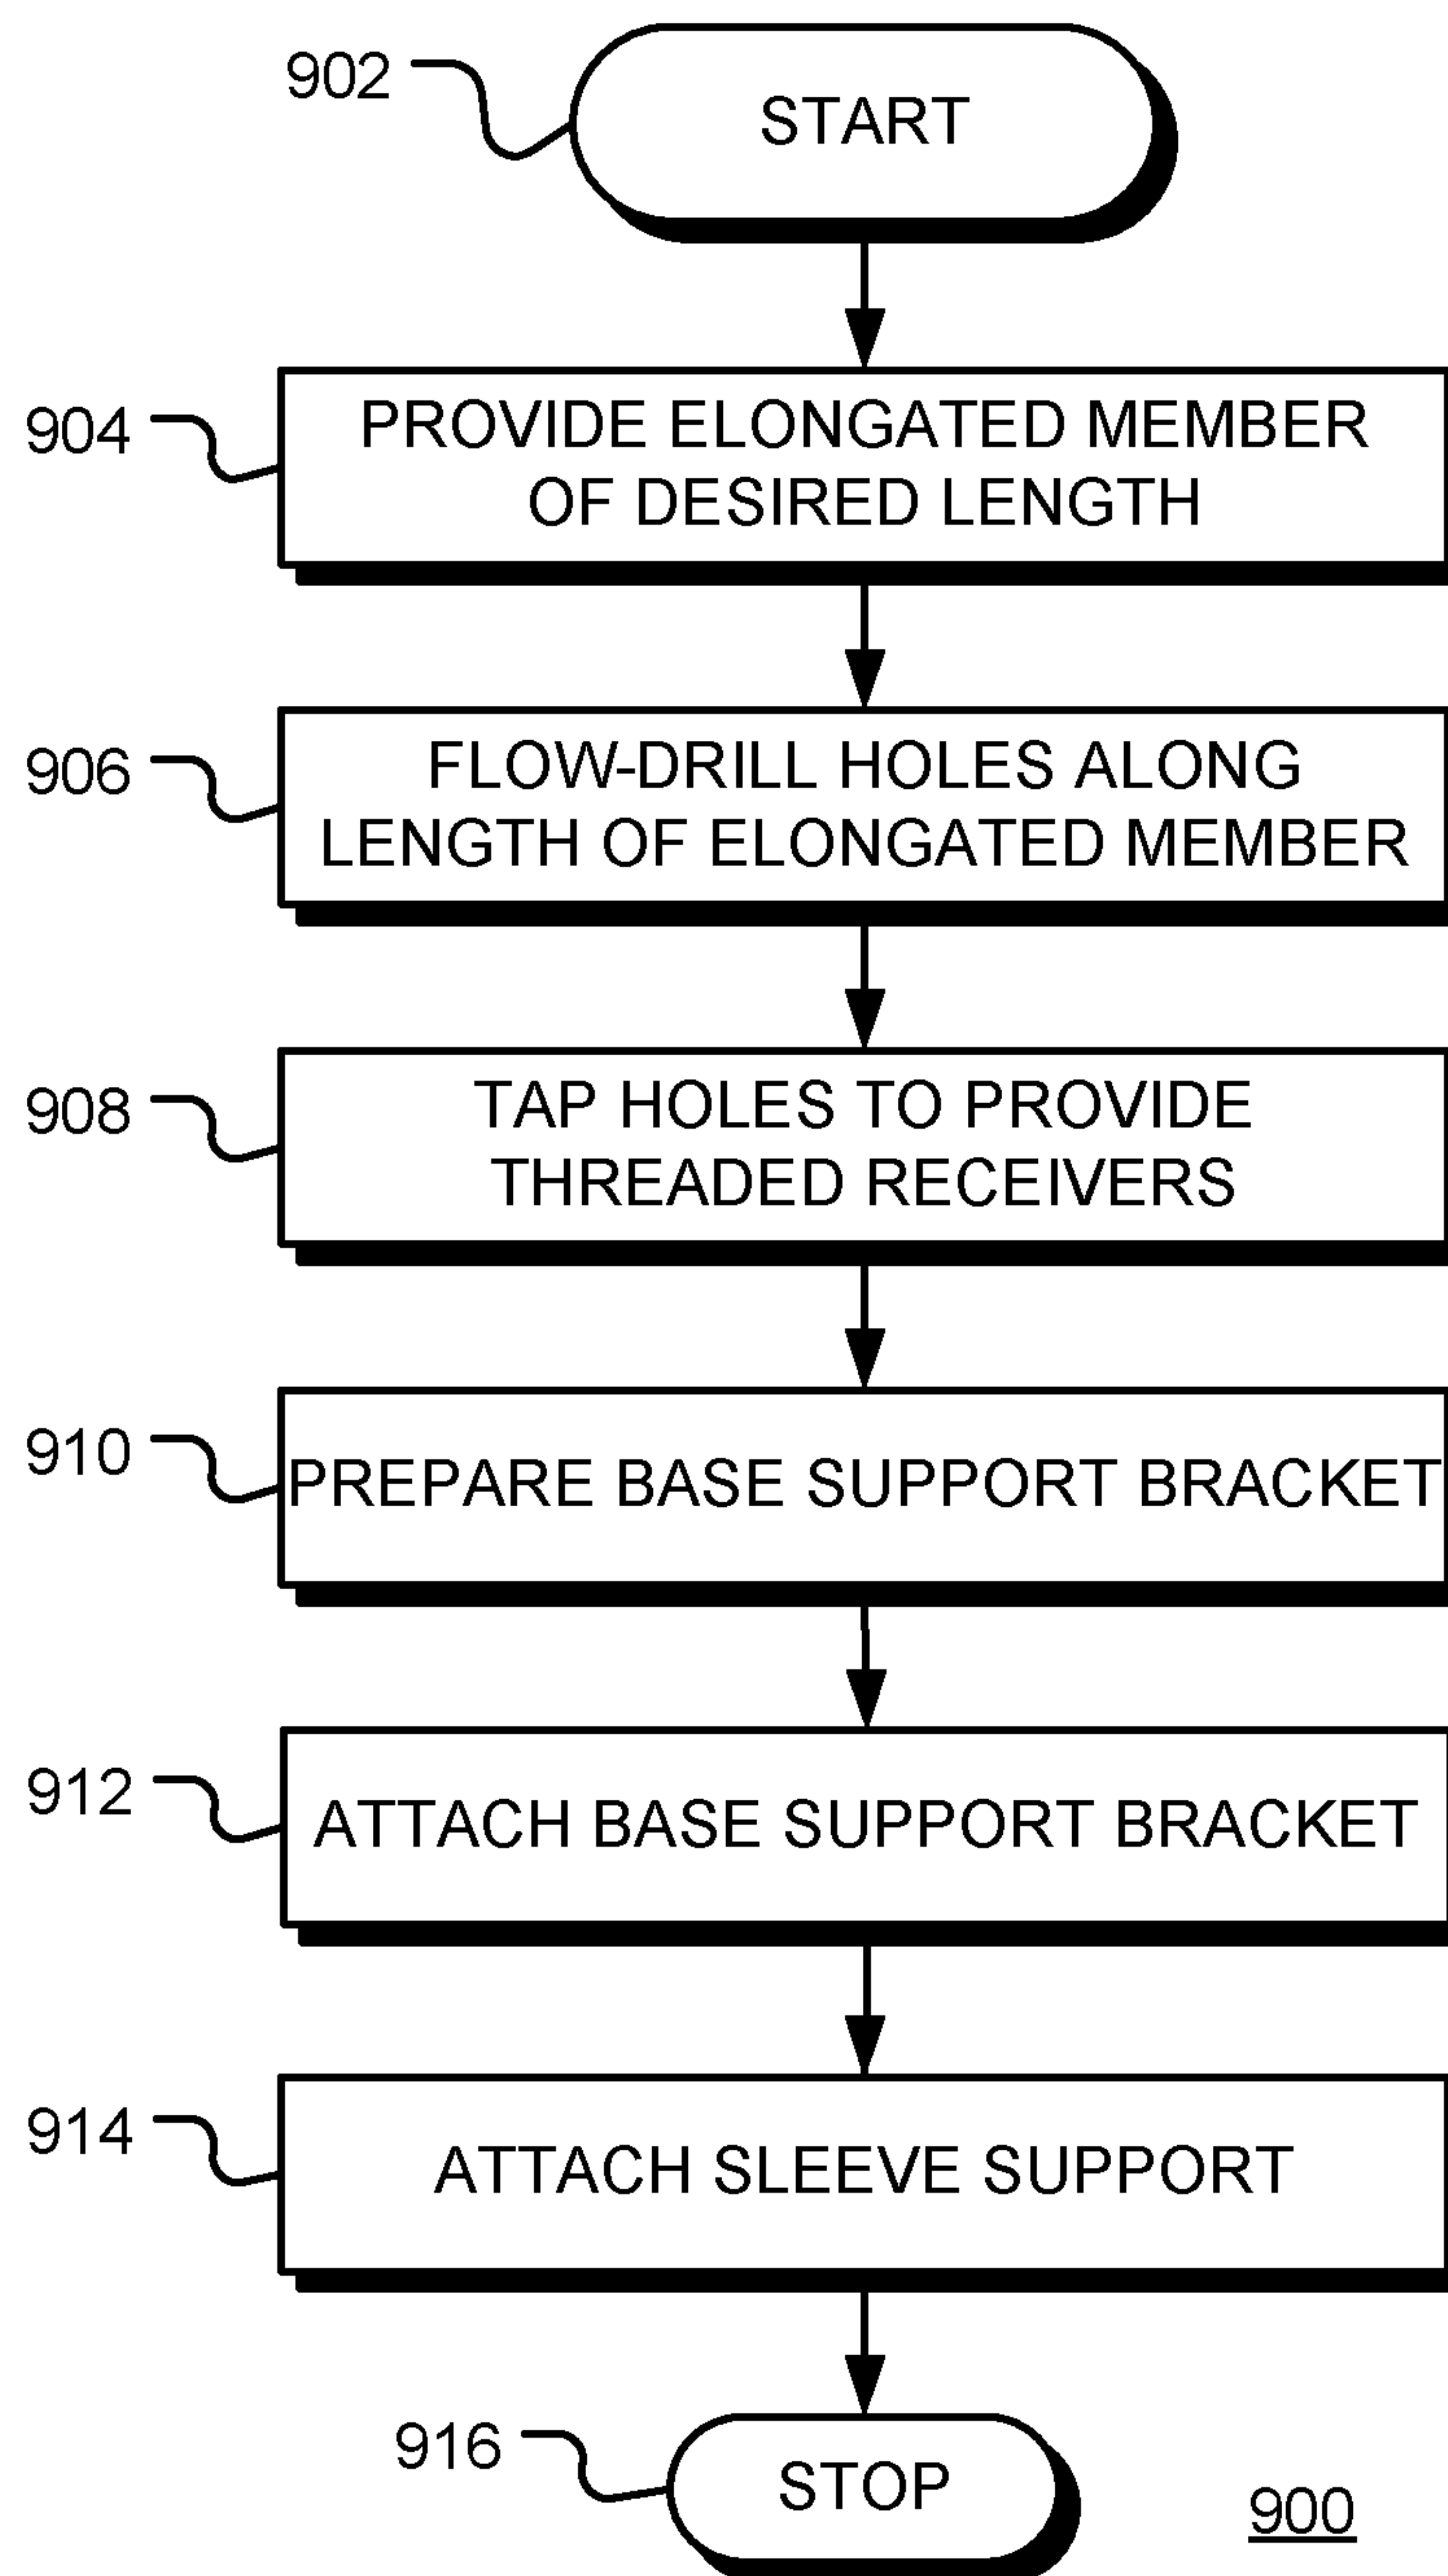 902
START
904
PROVIDE ELONGATED MEMBER
OF DESIRED LENGTH
906
FLOW-DRILL HOLES ALONG
LENGTH OF ELONGATED MEMBER
908
TAP HOLES TO PROVIDE
THREADED RECEIVERS
910
PREPARE BASE SUPPORT BRACKET
912
ATTACH BASE SUPPORT BRACKET
914
ATTACH SLEEVE SUPPORT
916
STOP
900